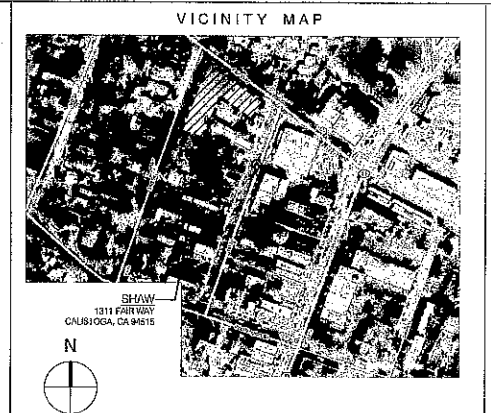 VICINITY MAP
SHAW
1311 FAIR WAY
CALISTOGA, CA 94515
N